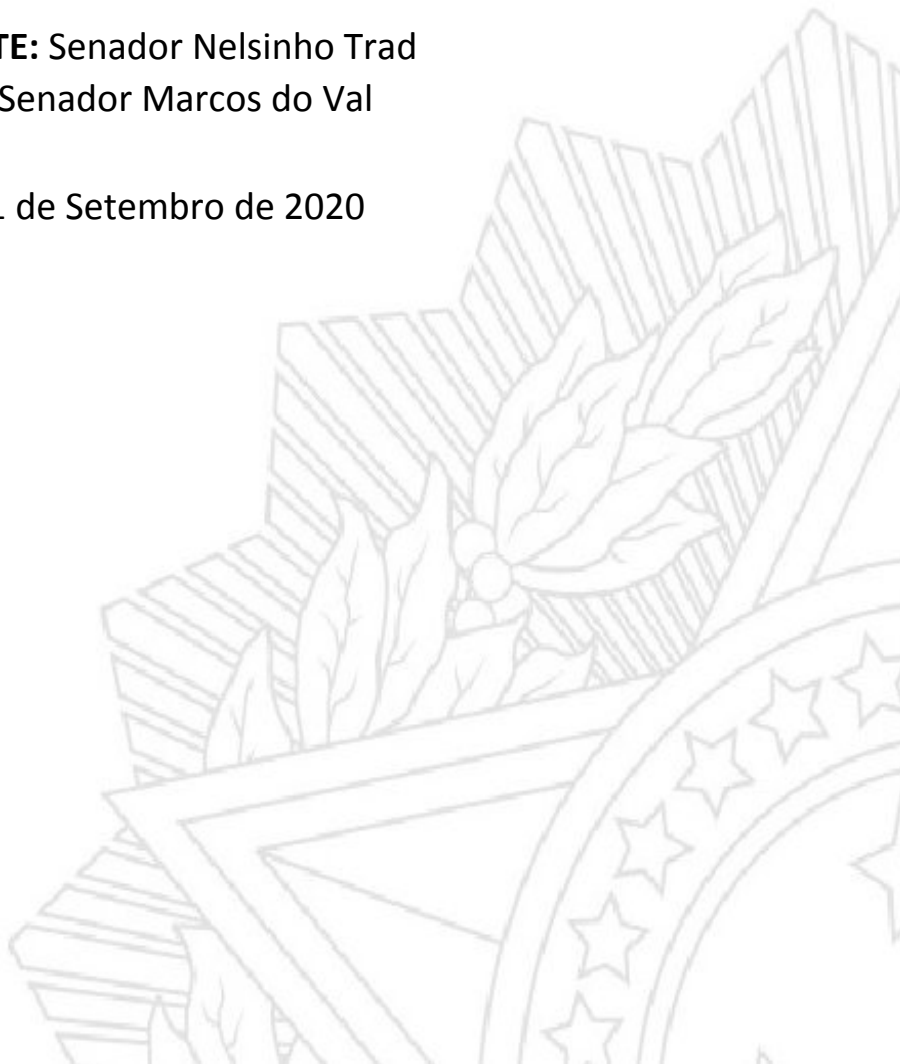 TE: Senador Nelsinho Trad
Senador Marcos do Val
de Setembro de 2020